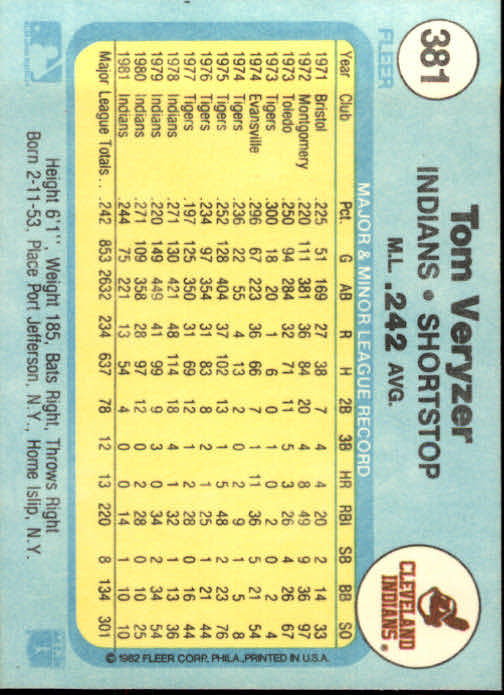 381
FLEER
Tom Veryzer
INDIANS • SHORTSTOP
M.L. .242 AVG.
CLEVELAND
INDIANS
MAJOR & MINOR LEAGUE RECORD
Year Club Pct. G AB R H 2B 3B HR RBI SB BB SO
1971 Bristol .225 51 169 27 38 7 1 4 20 2 14 33
1972 Montgomery .220 111 381 36 84 20 4 8 49 9 36 97
1973 Toledo .250 94 284 32 71 11 5 3 26 4 26 67
1973 Tigers .300 18 20 1 6 0 1 0 2 0 2 4
1974 Evansville .296 67 223 36 66 7 1 11 36 5 21 54
1974 Tigers .236 22 55 4 13 2 0 2 9 1 5 8
1975 Tigers .252 128 404 37 102 13 1 5 48 2 23 76
1976 Tigers .234 97 354 31 83 8 2 1 25 1 21 44
1977 Tigers .197 125 350 31 69 12 1 2 28 0 16 44
1978 Indians .271 130 421 48 114 18 4 1 32 1 13 36
1979 Indians .220 149 449 41 99 9 3 0 34 2 34 54
1980 Indians .271 109 358 28 97 12 0 2 28 0 10 25
1981 Indians .244 75 221 13 54 4 0 0 14 1 10 10
Major League Totals . . .242 853 2632 234 637 78 12 13 220 8 134 301
© 1982 FLEER CORP. PHILA., PRINTED IN U.S.A.
Height 6'1", Weight 185, Bats Right, Throws Right
Born 2-11-53, Place Port Jefferson, N.Y., Home Islip, N.Y.